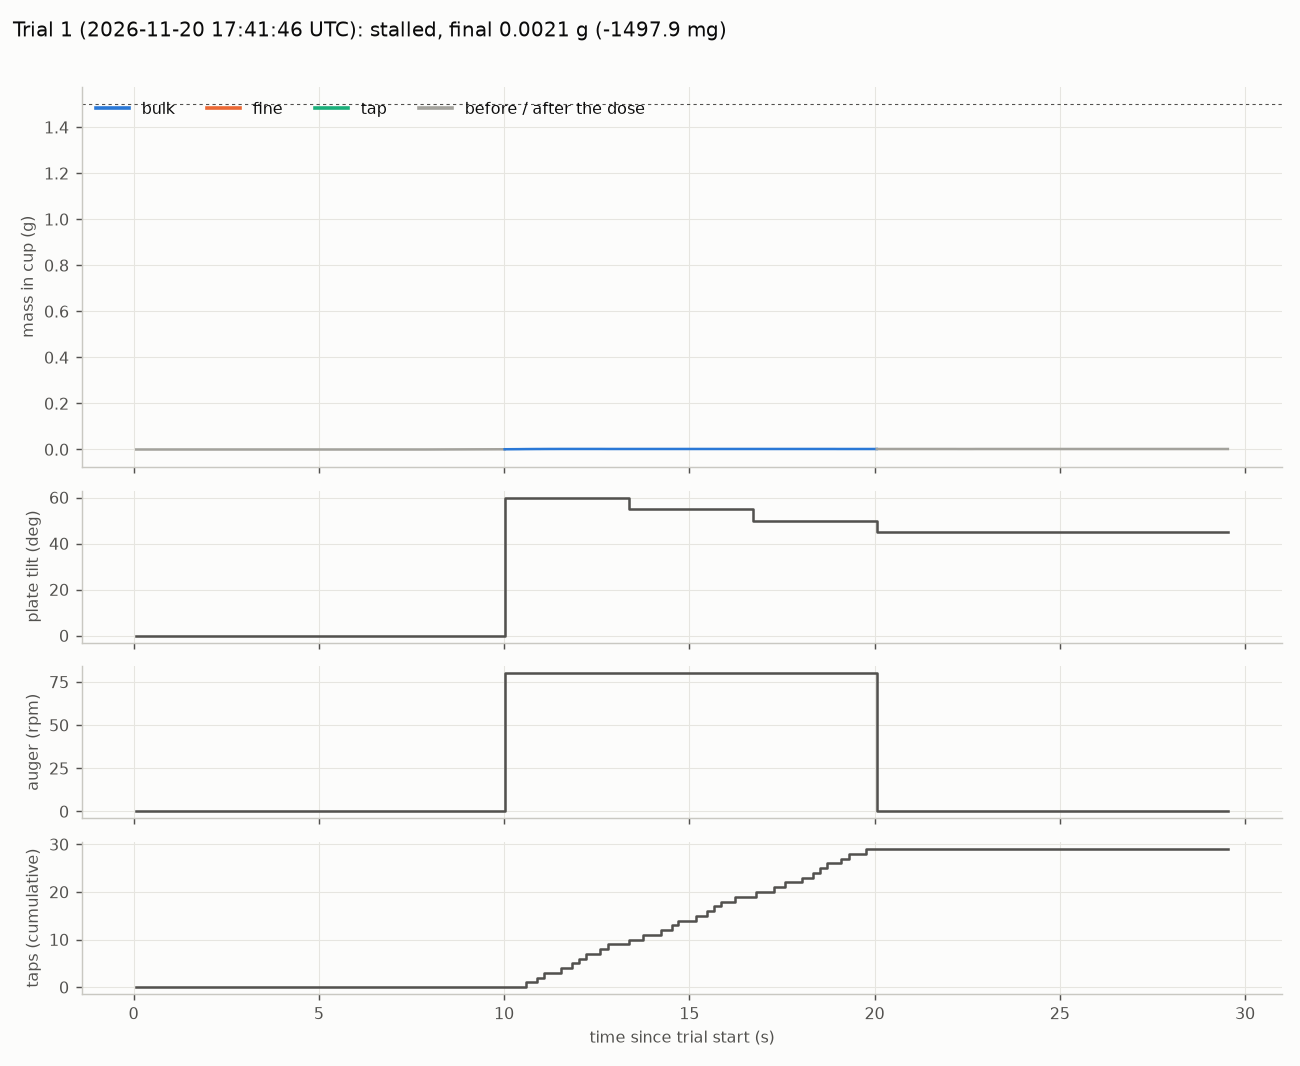 Trial 1 (2026-11-20 17:41:46 UTC): stalled, final 0.0021 g (-1497.9 mg)
bulk fine tap before / after the dose
mass in cup (g)
1.4
1.2
1.0
0.8
0.6
0.4
0.2
0.0
plate tilt (deg)
60
40
20
0
auger (rpm)
75
50
25
0
taps (cumulative)
30
20
10
0
0 5 10 15 20 25 30
time since trial start (s)